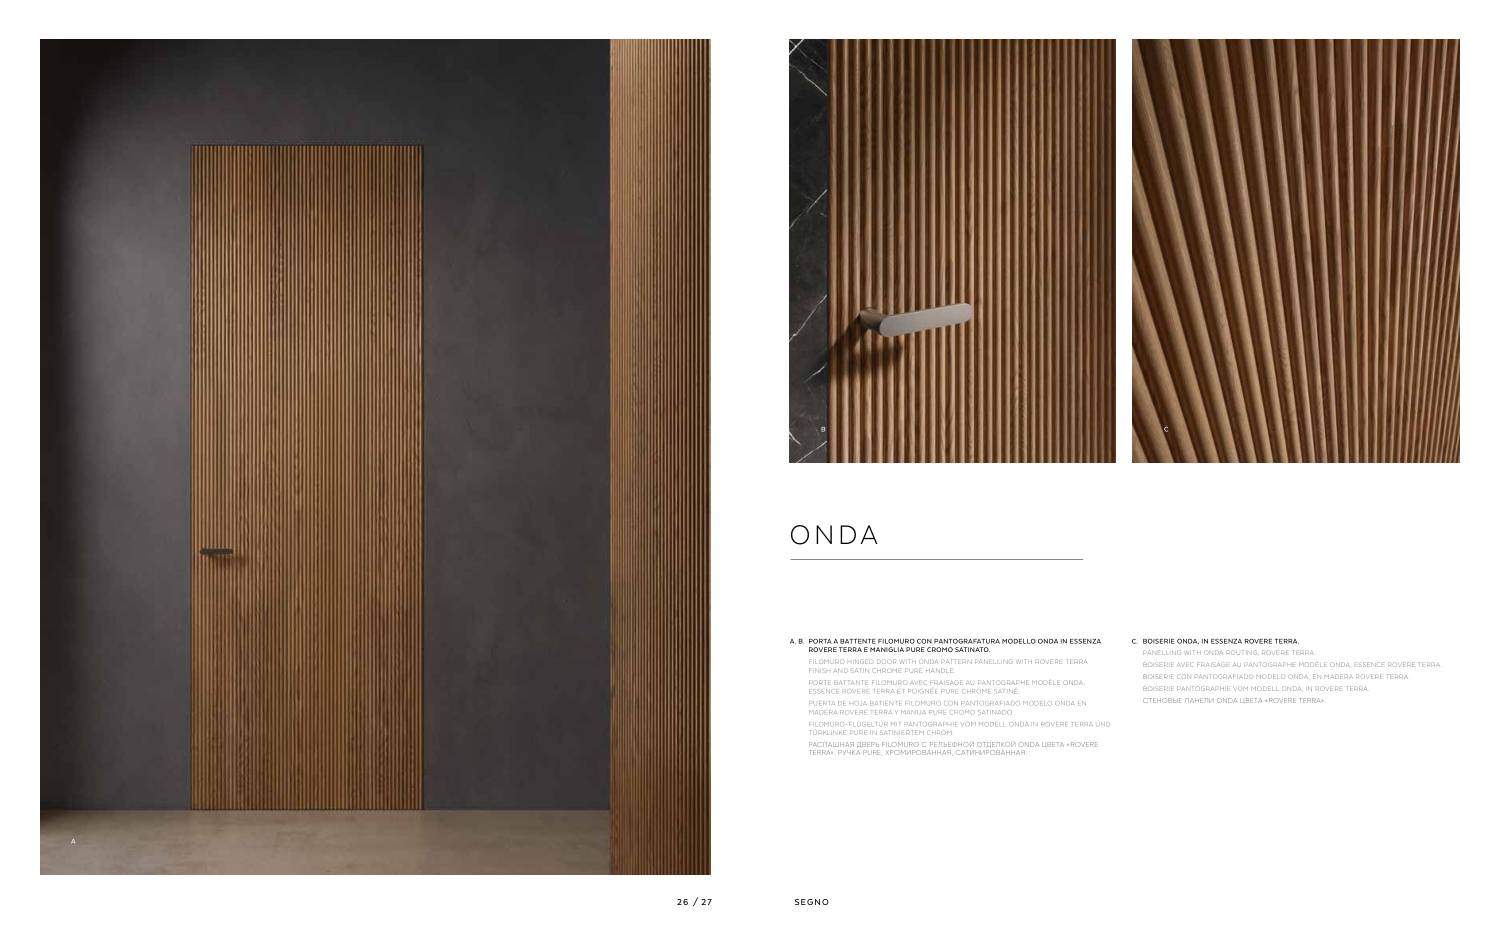 A
B
C
ONDA
A. B. PORTA A BATTENTE FILOMURO CON PANTOGRAFATURA MODELLO ONDA IN ESSENZA
ROVERE TERRA E MANIGLIA PURE CROMO SATINATO.
FILOMURO HINGED DOOR WITH ONDA PATTERN PANELLING WITH ROVERE TERRA
FINISH AND SATIN CHROME PURE HANDLE.
PORTE BATTANTE FILOMURO AVEC FRAISAGE AU PANTOGRAPHE MODÈLE ONDA,
ESSENCE ROVERE TERRA ET POIGNÉE PURE CHROME SATINÉ.
PUERTA DE HOJA BATIENTE FILOMURO CON PANTOGRAFIADO MODELO ONDA EN
MADERA ROVERE TERRA Y MANIJA PURE CROMO SATINADO.
FILOMURO-FLÜGELTÜR MIT PANTOGRAPHIE VOM MODELL ONDA IN ROVERE TERRA UND
TÜRKLINKE PURE IN SATINIERTEM CHROM.
РАСПАШНАЯ ДВЕРЬ FILOMURO С РЕЛЬЕФНОЙ ОТДЕЛКОЙ ONDA ЦВЕТА «ROVERE
TERRA». РУЧКА PURE, ХРОМИРОВАННАЯ, САТИНИРОВАННАЯ.
C. BOISERIE ONDA, IN ESSENZA ROVERE TERRA.
PANELLING WITH ONDA ROUTING, ROVERE TERRA.
BOISERIE AVEC FRAISAGE AU PANTOGRAPHE MODÈLE ONDA, ESSENCE ROVERE TERRA.
BOISERIE CON PANTOGRAFIADO MODELO ONDA, EN MADERA ROVERE TERRA.
BOISERIE PANTOGRAPHIE VOM MODELL ONDA, IN ROVERE TERRA.
СТЕНОВЫЕ ПАНЕЛИ ONDA ЦВЕТА «ROVERE TERRA».
26 / 27
SEGNO